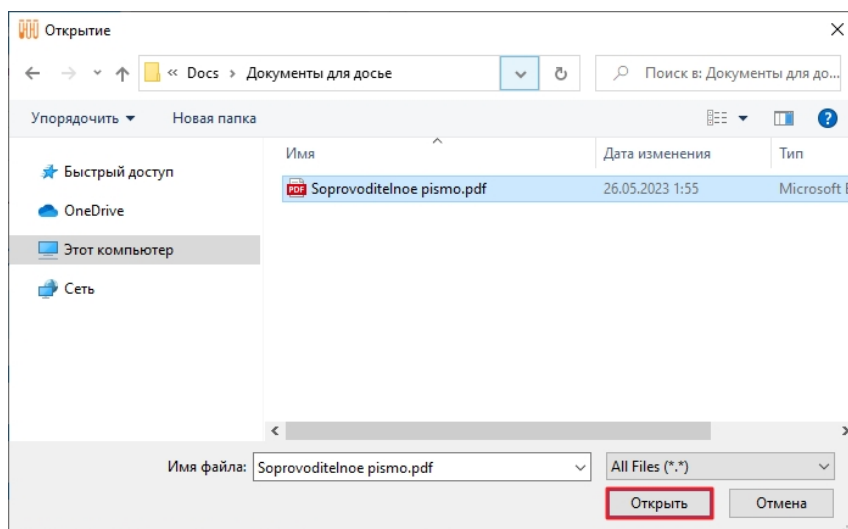 Открытие
« Docs › Документы для досье
Поиск в: Документы для до...
Упорядочить
Новая папка
Имя
Дата изменения
Тип
Быстрый доступ
OneDrive
Этот компьютер
Сеть
PDF Soprovoditelnoe pismo.pdf
26.05.2023 1:55
Microsoft
Имя файла: Soprovoditelnoe pismo.pdf
All Files (*.*)
Открыть
Отмена